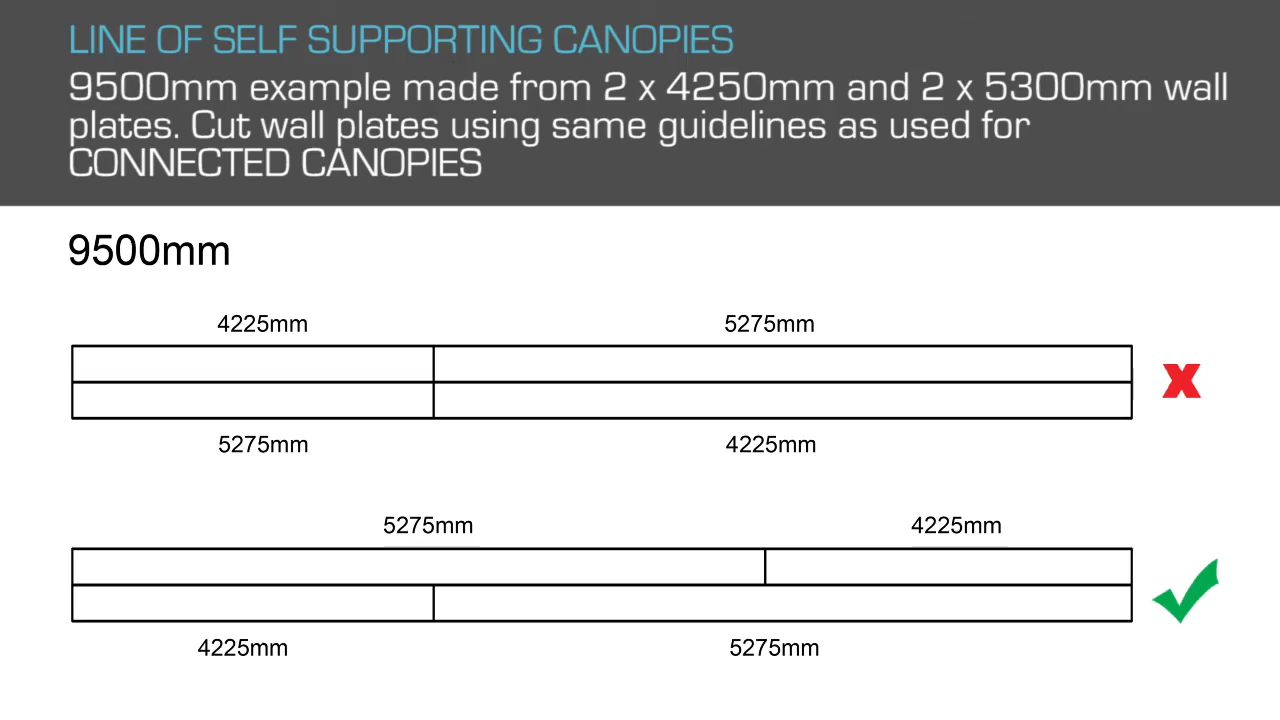 LINE OF SELF SUPPORTING CANOPIES
9500mm example made from 2 x 4250mm and 2 x 5300mm wall
plates. Cut wall plates using same guidelines as used for
CONNECTED CANOPIES
9500mm
4225mm 5275mm
5275mm 4225mm
5275mm 4225mm
4225mm 5275mm